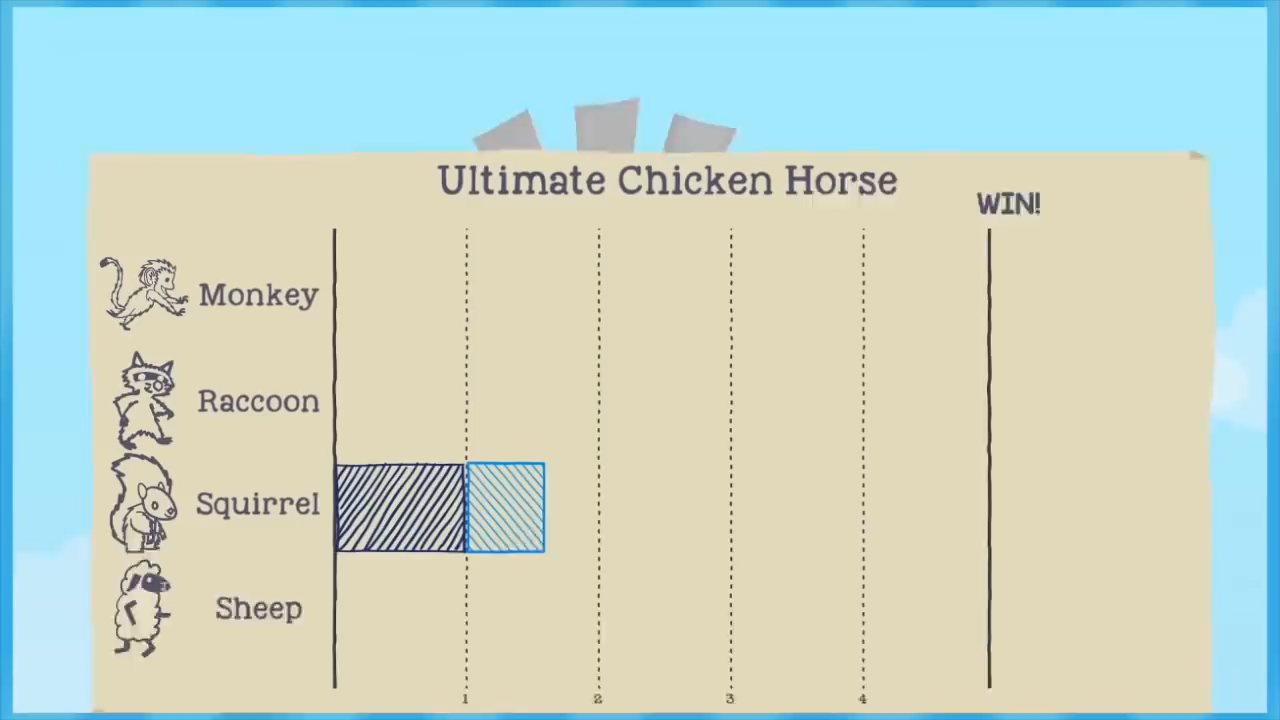 Ultimate Chicken Horse
WIN!
Monkey
Raccoon
Squirrel
Sheep
1 2 3 4